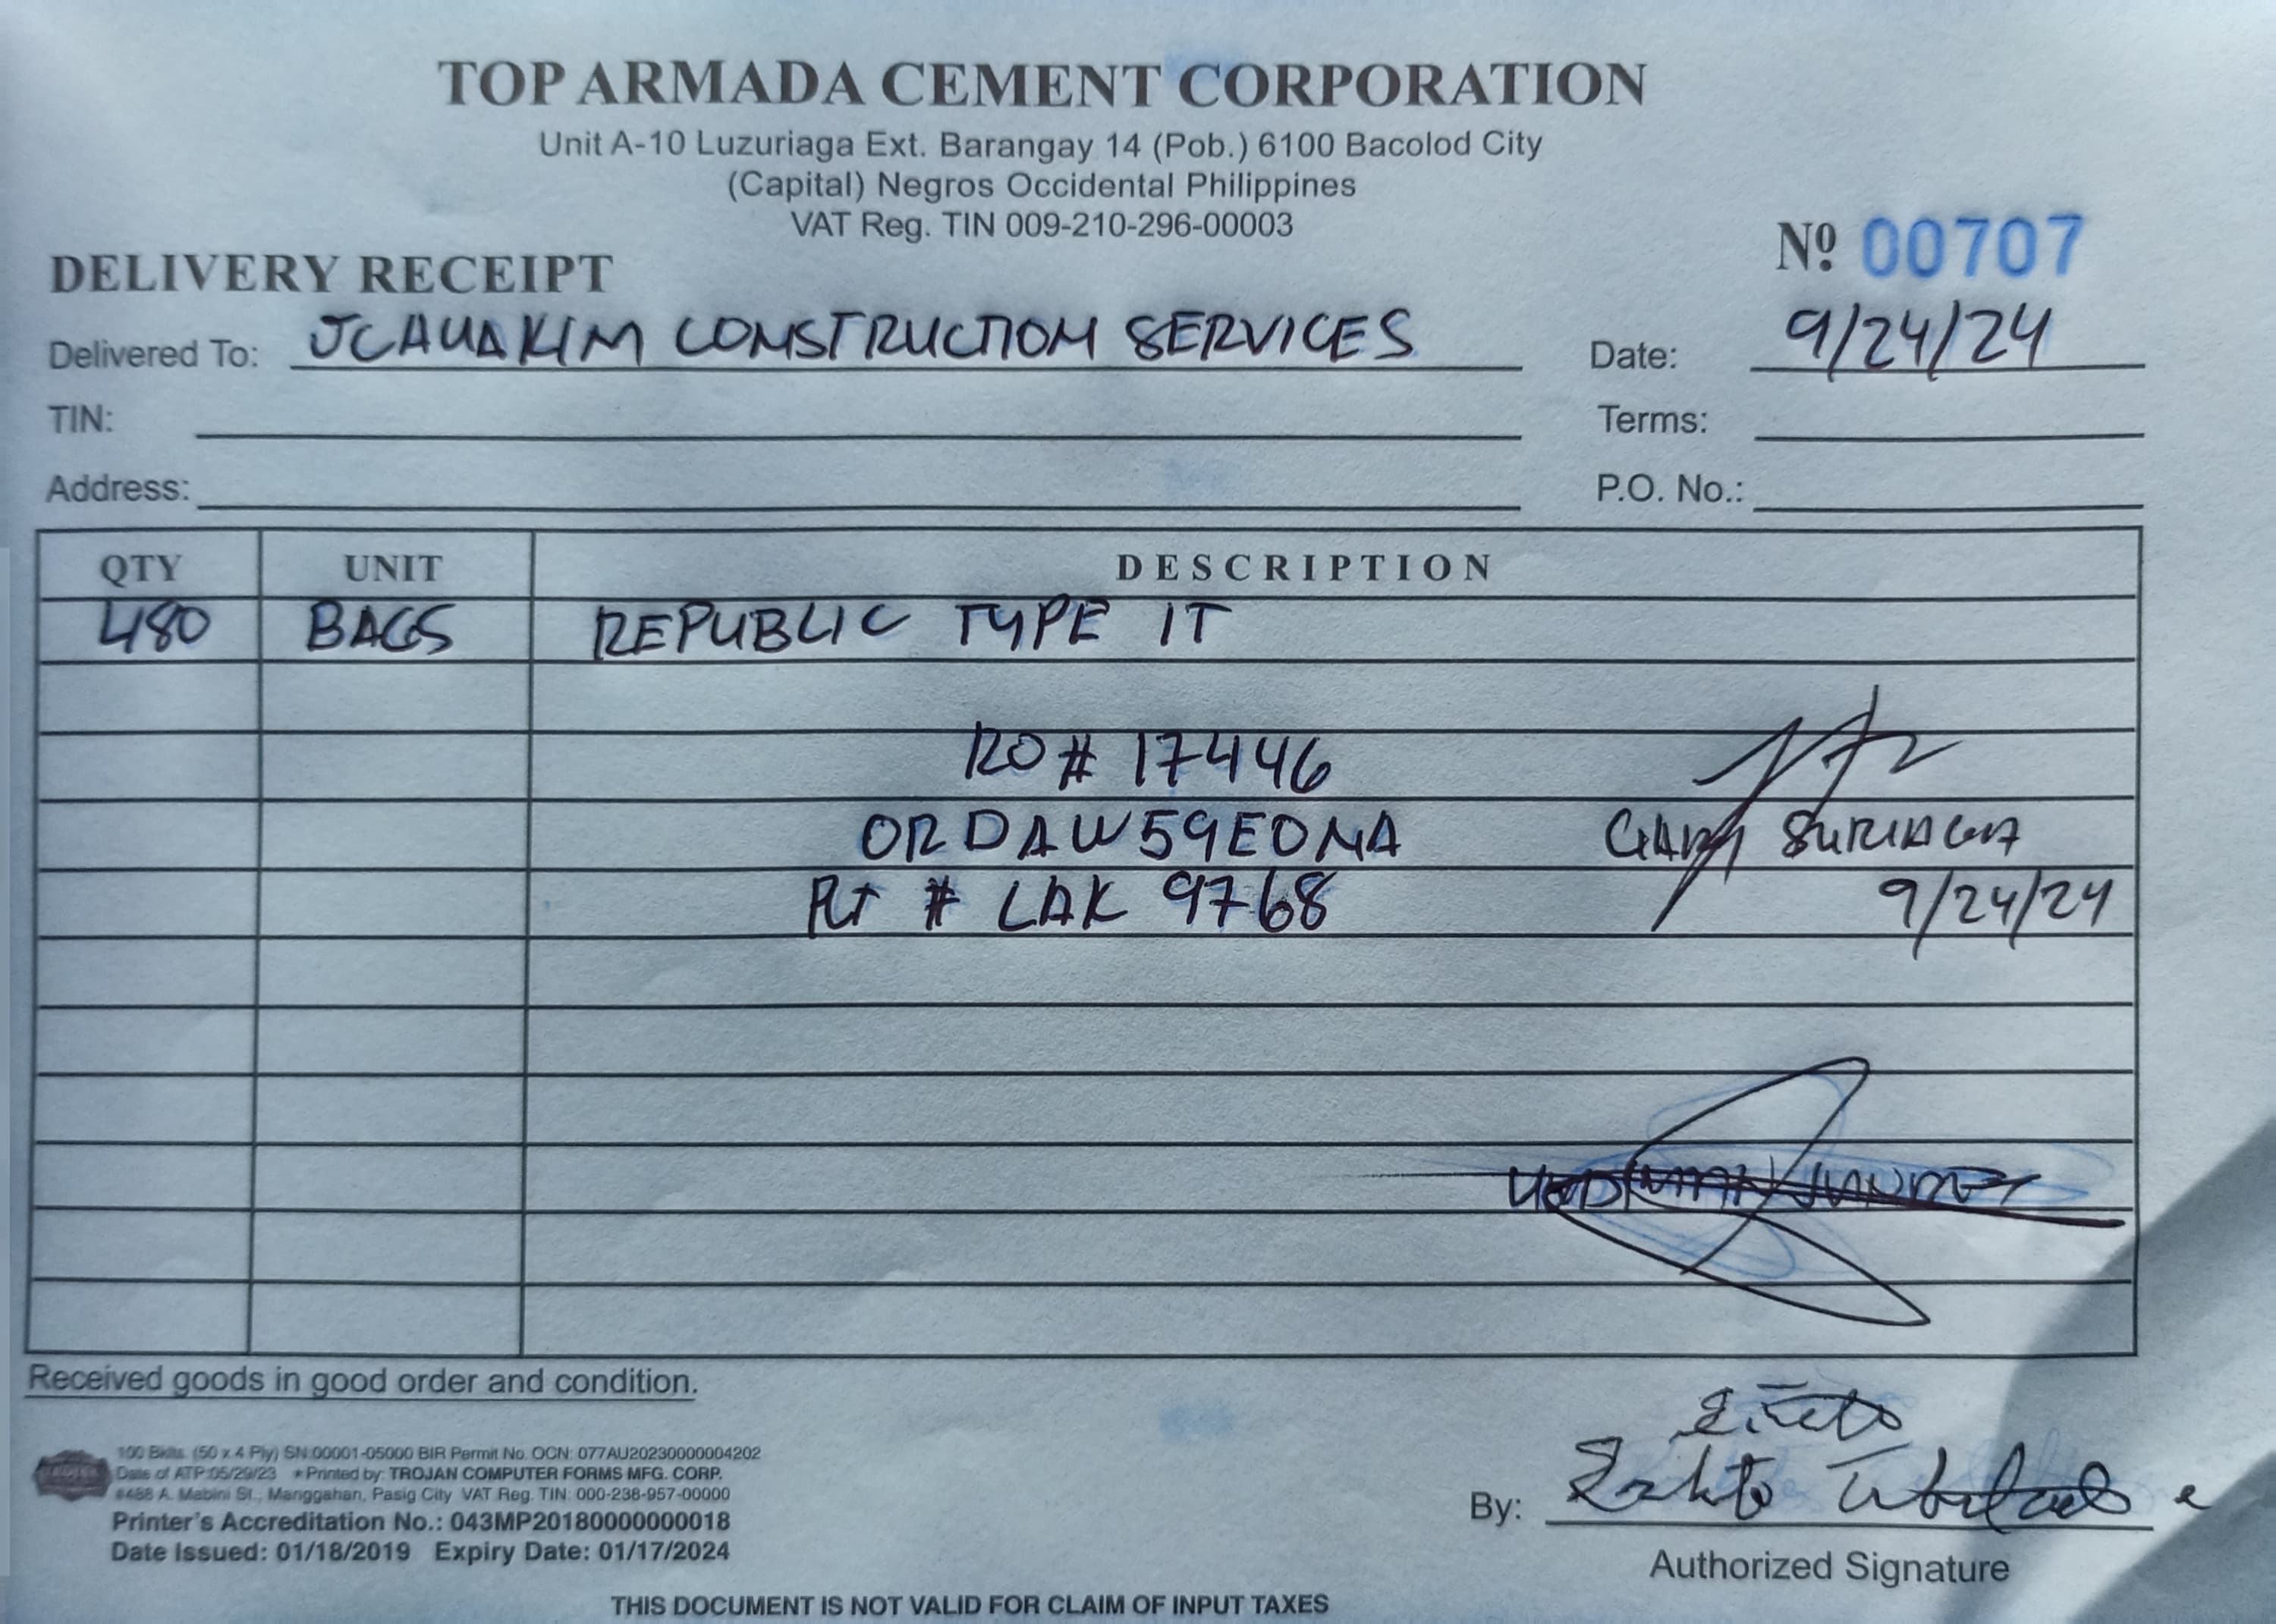 TOP ARMADA CEMENT CORPORATION
Unit A-10 Luzuriaga Ext. Barangay 14 (Pob.) 6100 Bacolod City
(Capital) Negros Occidental Philippines
VAT Reg. TIN 009-210-296-00003
Nº 00707
DELIVERY RECEIPT
Delivered To: JCAUAKIM CONSTRUCTION SERVICES Date: 9/24/24
TIN: Terms:
Address: P.O. No.:
QTY UNIT DESCRIPTION
480 BAGS REPUBLIC TYPE IT
RO # 17446
ORDAW59EONA
GARY SURIAGA
Plt # LAK 9768 9/24/24
Received goods in good order and condition.
100 Bklts. (50 x 4 Ply) SN:00001-05000 BIR Permit No. OCN: 077AU20230000004202
Date of ATP:05/29/23 *Printed by: TROJAN COMPUTER FORMS MFG. CORP.
#488 A. Mabini St., Manggahan, Pasig City VAT Reg. TIN: 000-238-957-00000
Printer's Accreditation No.: 043MP20180000000018
Date Issued: 01/18/2019 Expiry Date: 01/17/2024
By:
Authorized Signature
THIS DOCUMENT IS NOT VALID FOR CLAIM OF INPUT TAXES